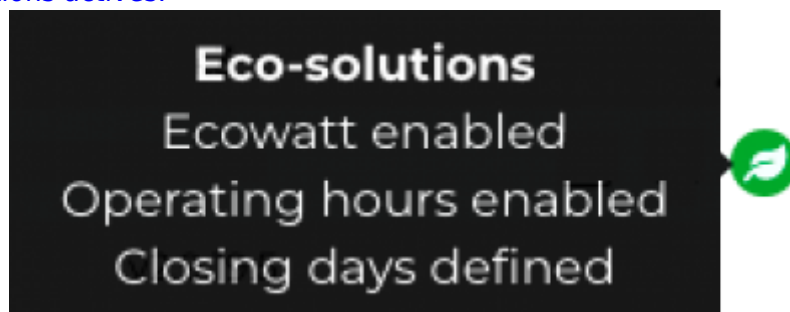 Eco-solutions
Ecowatt enabled
Operating hours enabled
Closing days defined